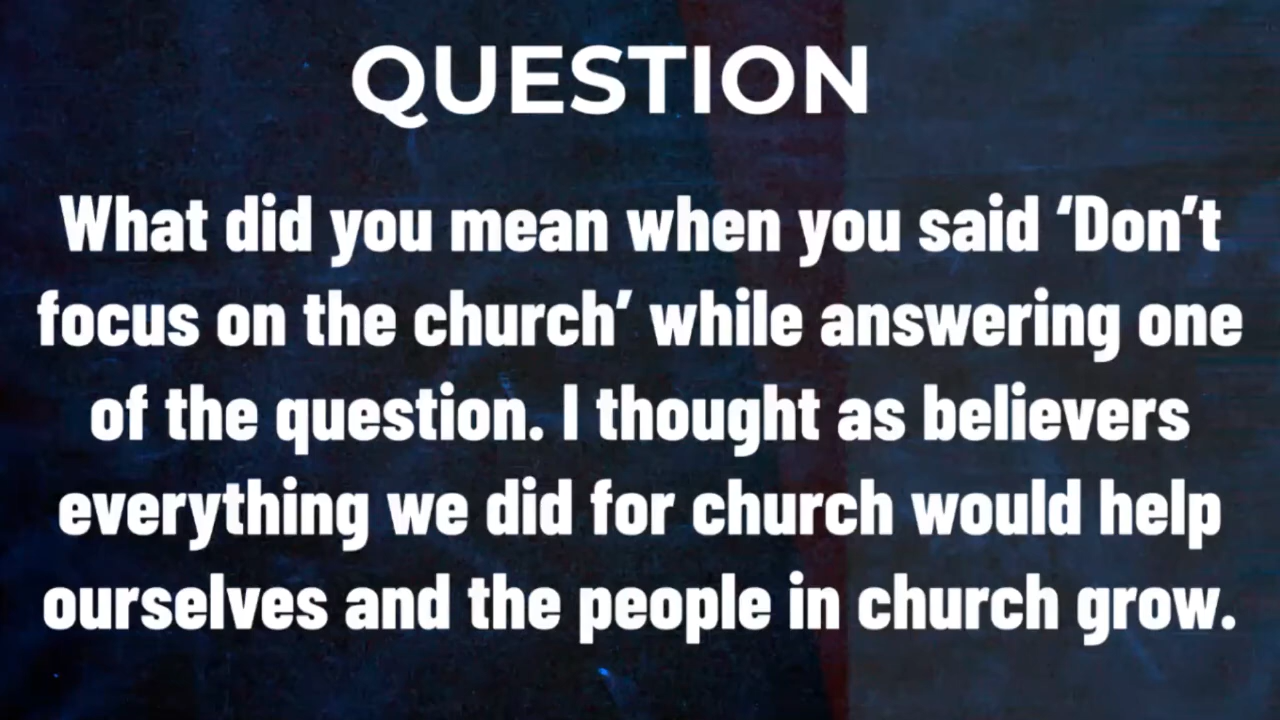 QUESTION
What did you mean when you said ‘Don’t
focus on the church’ while answering one
of the question. I thought as believers
everything we did for church would help
ourselves and the people in church grow.